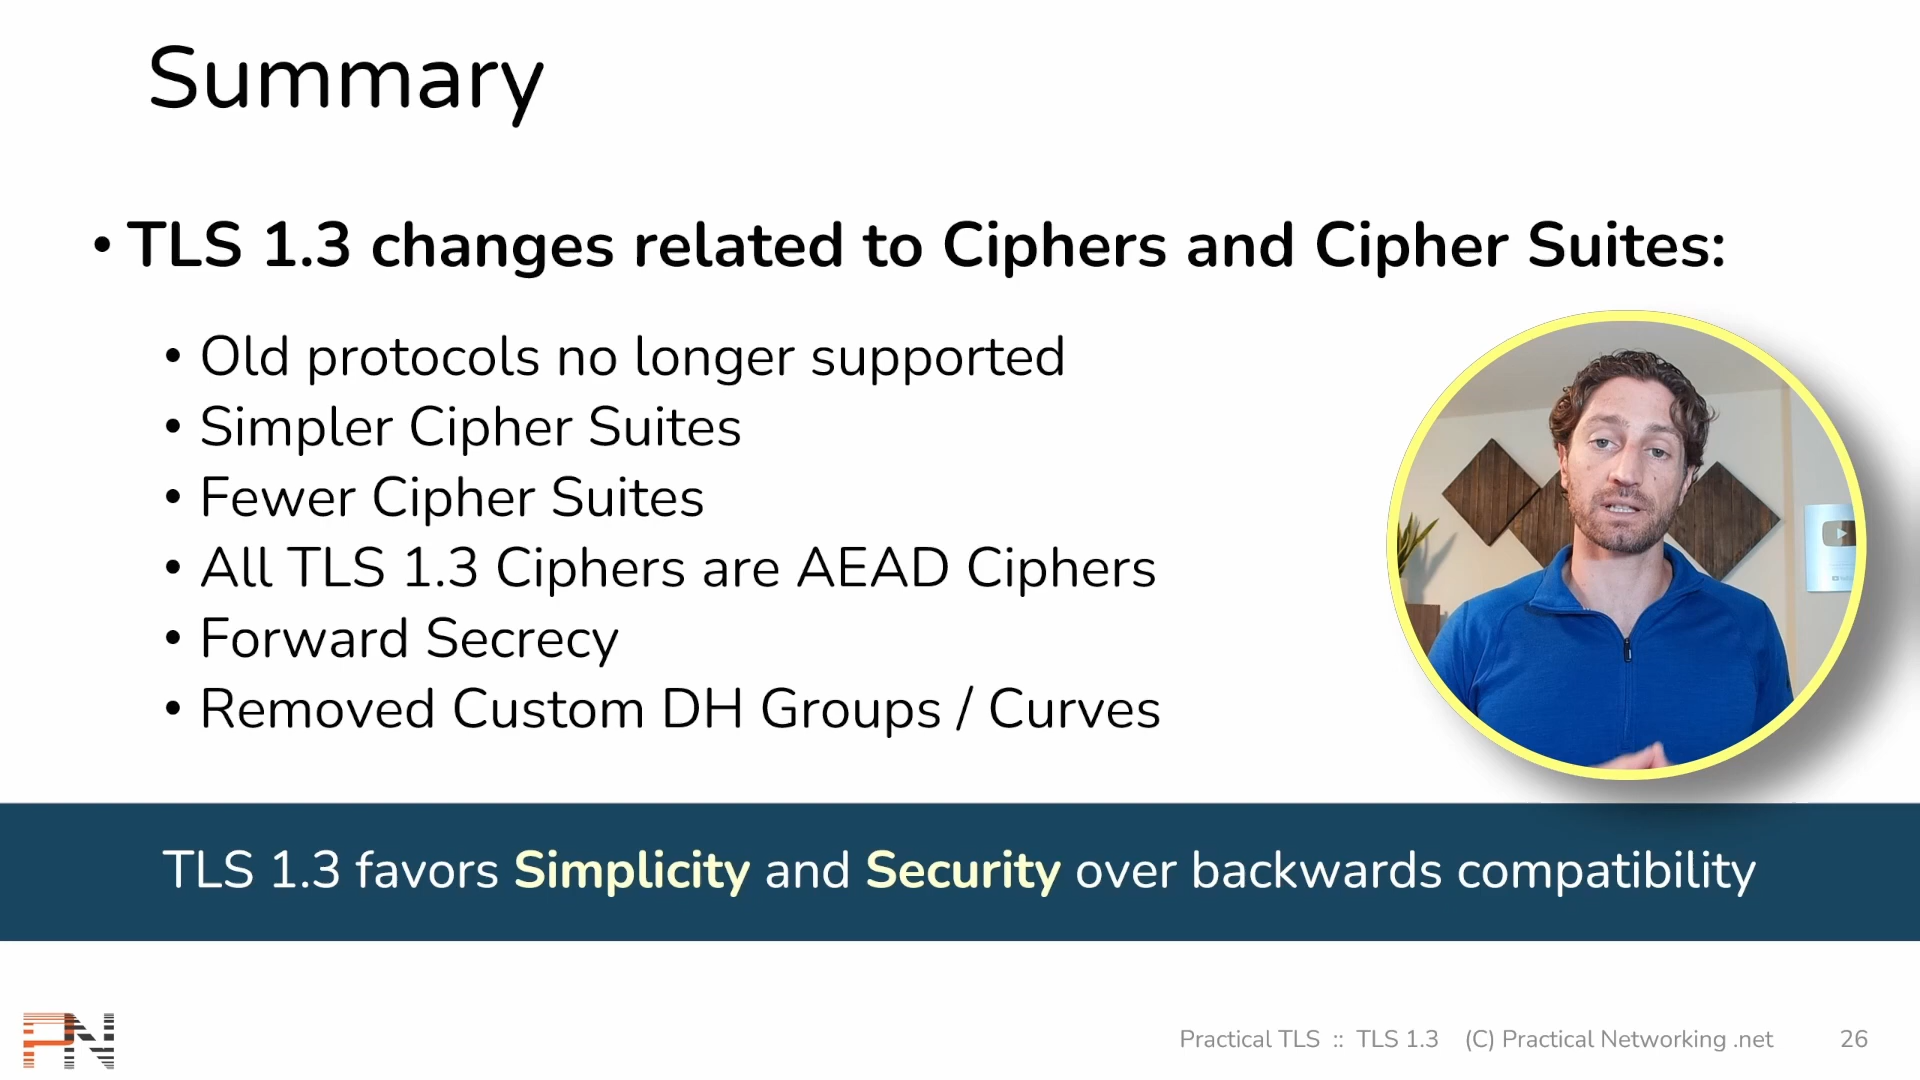 Summary
• TLS 1.3 changes related to Ciphers and Cipher Suites:
• Old protocols no longer supported
• Simpler Cipher Suites
• Fewer Cipher Suites
• All TLS 1.3 Ciphers are AEAD Ciphers
• Forward Secrecy
• Removed Custom DH Groups / Curves
TLS 1.3 favors Simplicity and Security over backwards compatibility
PN
Practical TLS :: TLS 1.3 (C) Practical Networking .net 26